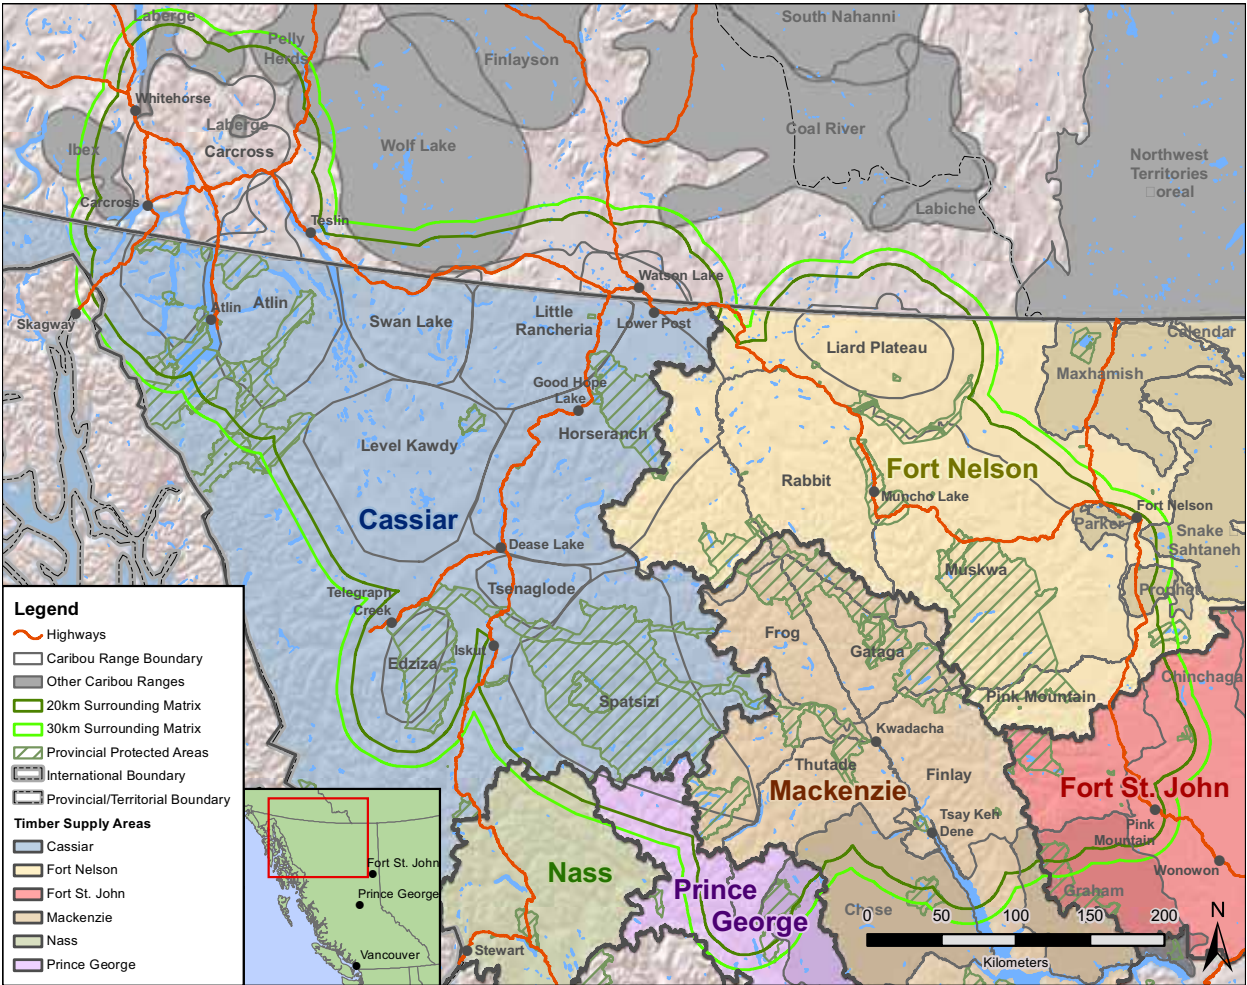 Laberge
South Nahanni
Pelly
Herds
Finlayson
Whitehorse
Laberge
Carcross
Ibex
Wolf Lake
Coal River
Northwest
Territories
□oreal
Carcross
Labiche
Teslin
Watson Lake
Atlin
Atlin
Skagway
Swan Lake
Little
Rancheria
Lower Post
Calendar
Liard Plateau
Maxhamish
Good Hope
Lake
Level Kawdy
Horseranch
Rabbit
Fort Nelson
Muncho Lake
Fort Nelson
Cassiar
Parker
Snake □
Sahtaneh
Dease Lake
Muskwa
Tsenaglode
Prophet
Telegraph
Creek
Frog
Gataga
Iskut
Edziza
Chinchaga
Spatsizi
Pink Mountain
Kwadacha
Thutade
Finlay
Mackenzie
Fort St. John
Tsay Keh
Dene
Pink
Mountain
Wonowon
Nass
Prince
George
Graham
Chase
Stewart
0 50 100 150 200
Kilometers
N
Legend
Highways
Caribou Range Boundary
Other Caribou Ranges
20km Surrounding Matrix
30km Surrounding Matrix
Provincial Protected Areas
International Boundary
Provincial/Territorial Boundary
Timber Supply Areas
Cassiar
Fort Nelson
Fort St. John
Mackenzie
Nass
Prince George
Fort St. John
Prince George
Vancouver